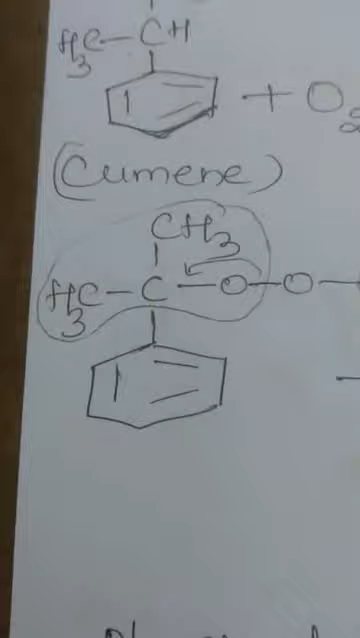 H3C-CH
+ O2
(Cumene)
CH3
H3C-C-O-O-